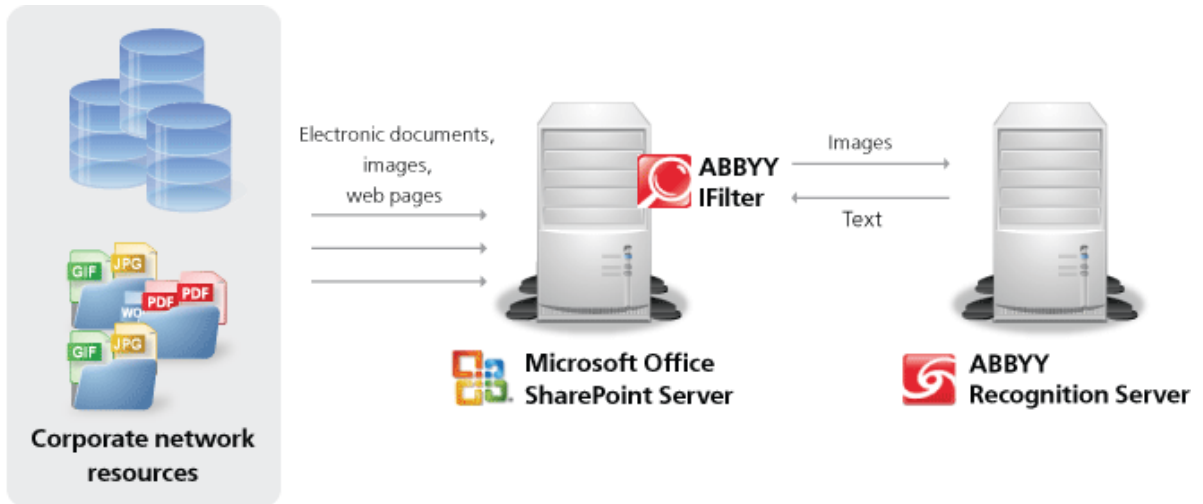 Electronic documents,
images,
web pages
GIF
JPG
PDF
PDF
GIF
JPG
Corporate network
resources
ABBYY
IFilter
Images
Text
Microsoft Office
SharePoint Server
ABBYY
Recognition Server